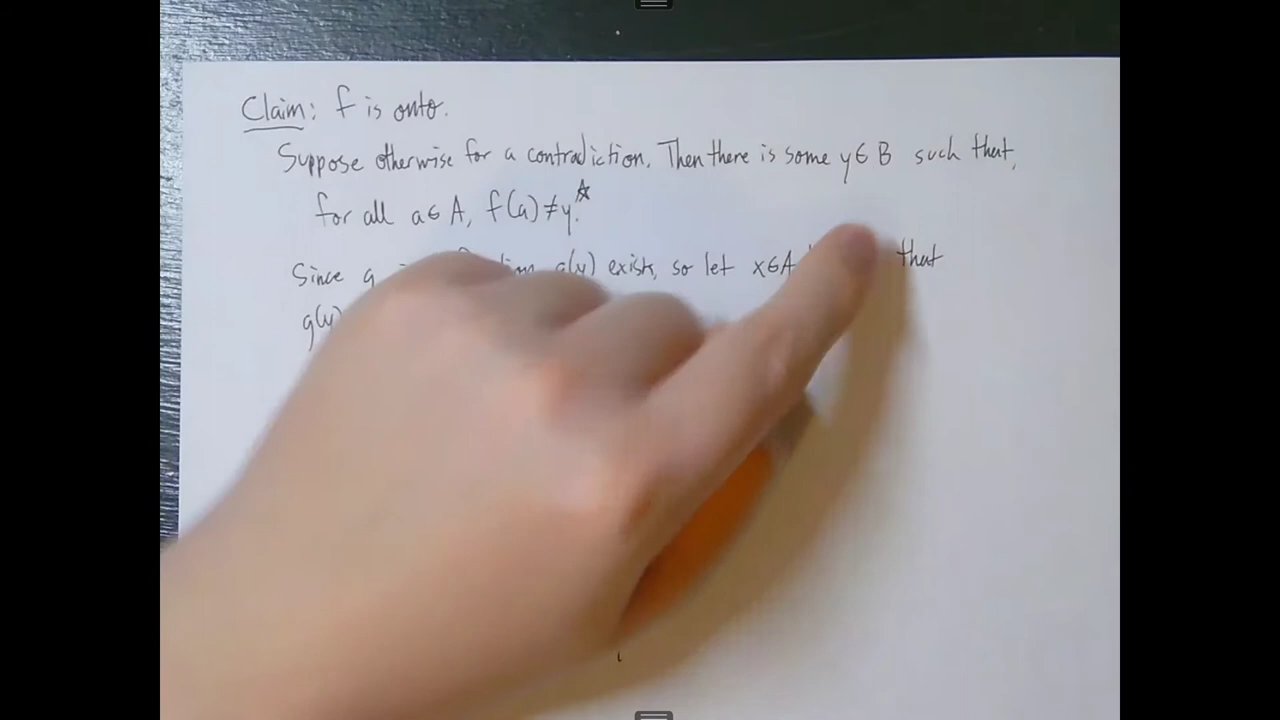 Claim: f is onto.
Suppose otherwise for a contradiction. Then there is some y ∈ B such that,
for all a ∈ A, f(a) ≠ y.☆
Since g g(y) exists, so let x ∈ A that
g(y)